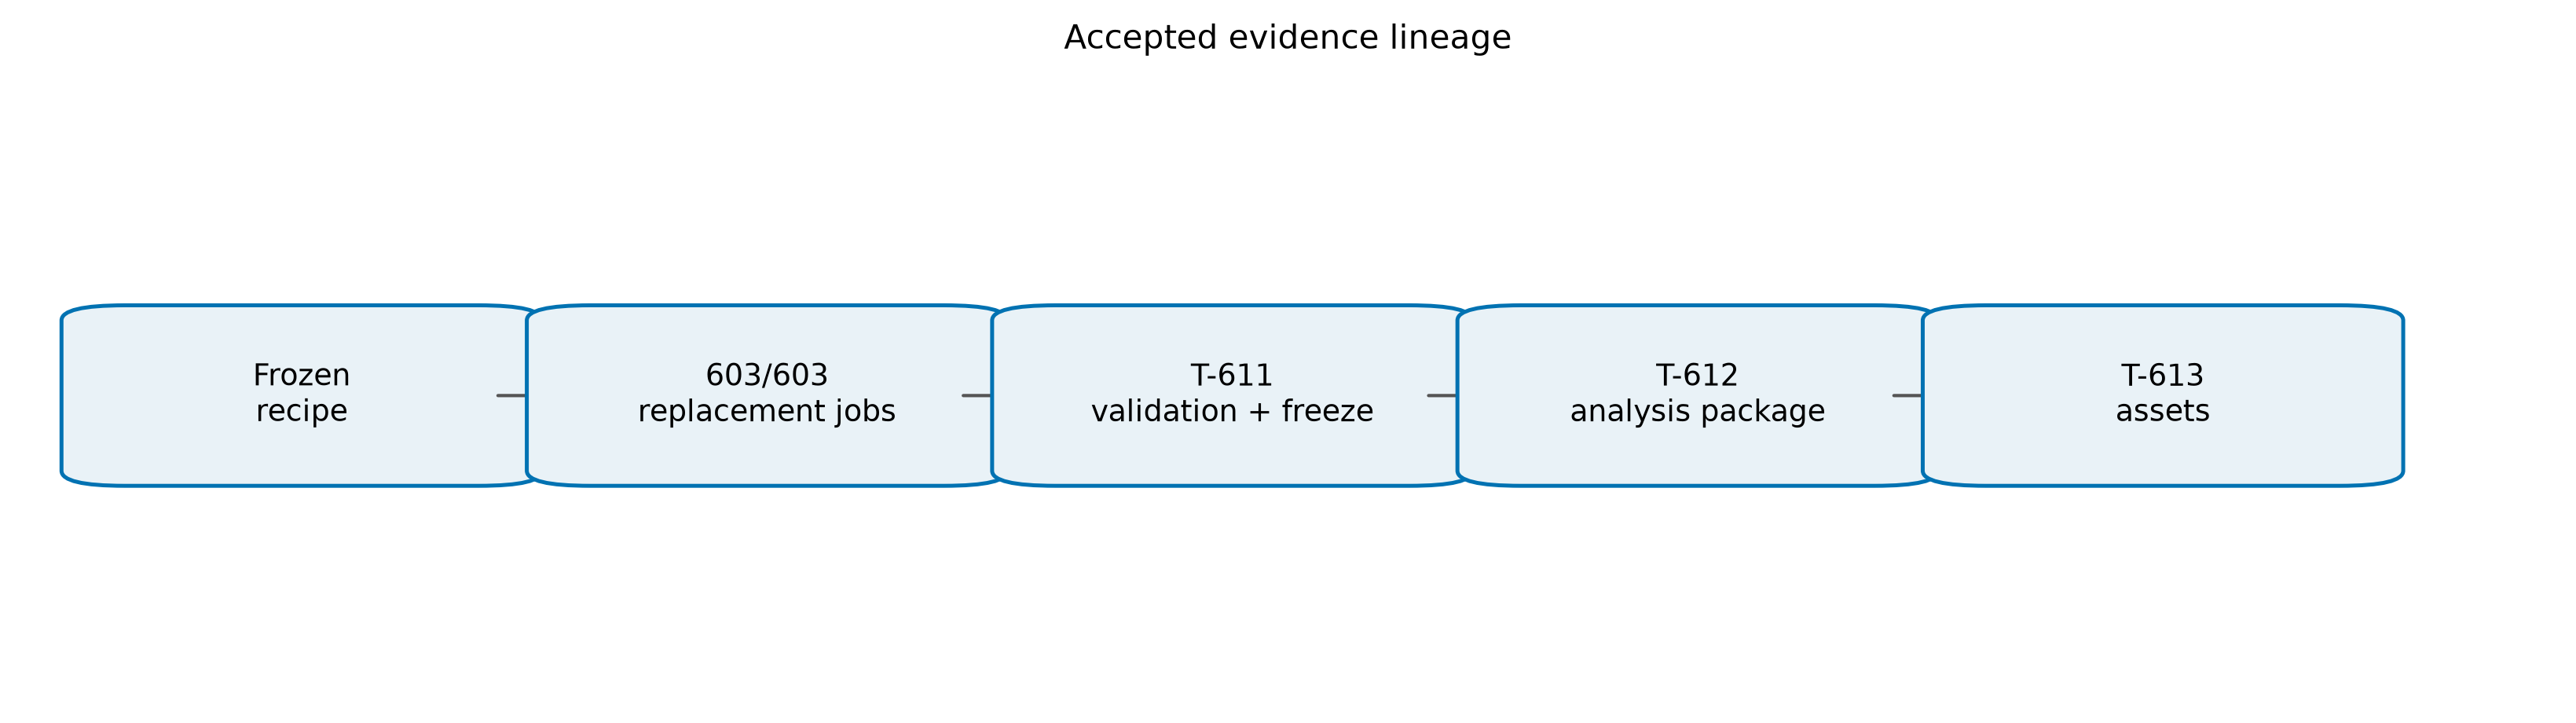 Accepted evidence lineage
Frozen
recipe
603/603
replacement jobs
T-611
validation + freeze
T-612
analysis package
T-613
assets